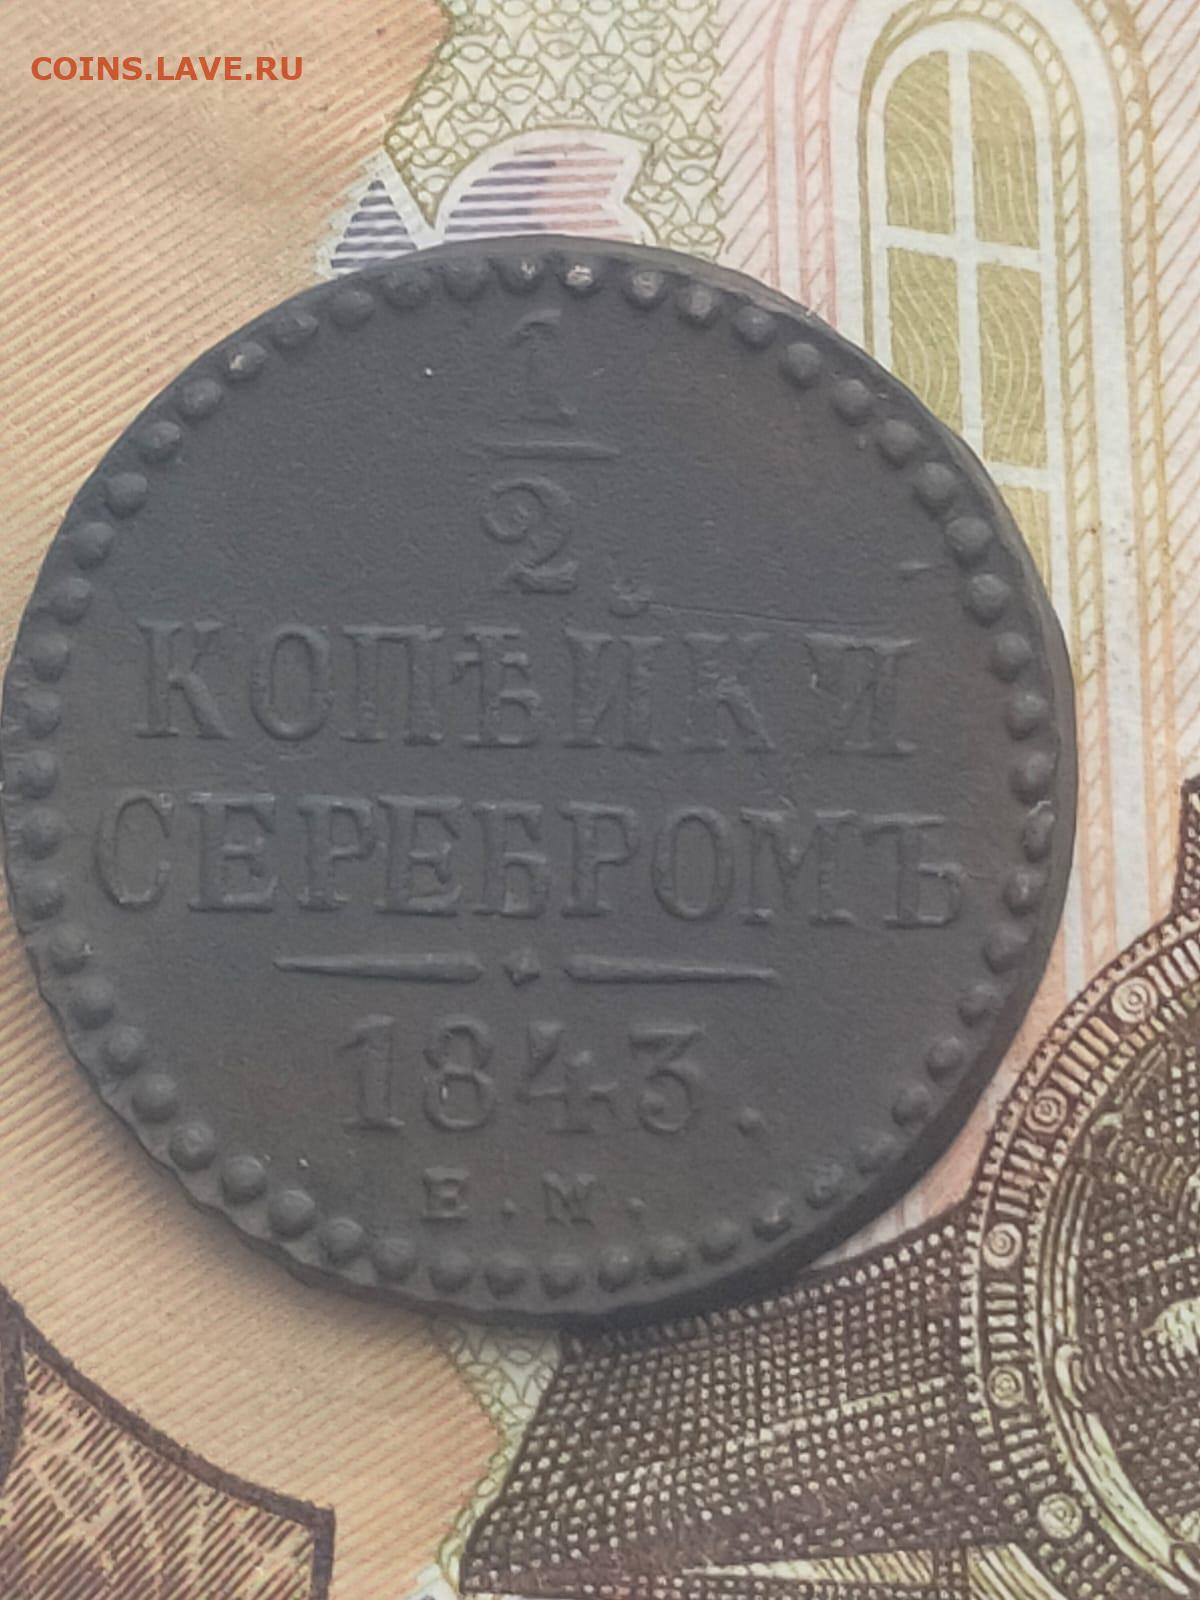 COINS.LAVE.RU
1
2
КОПѢЙКИ
СЕРЕБРОМЪ
1843.
Е.М.